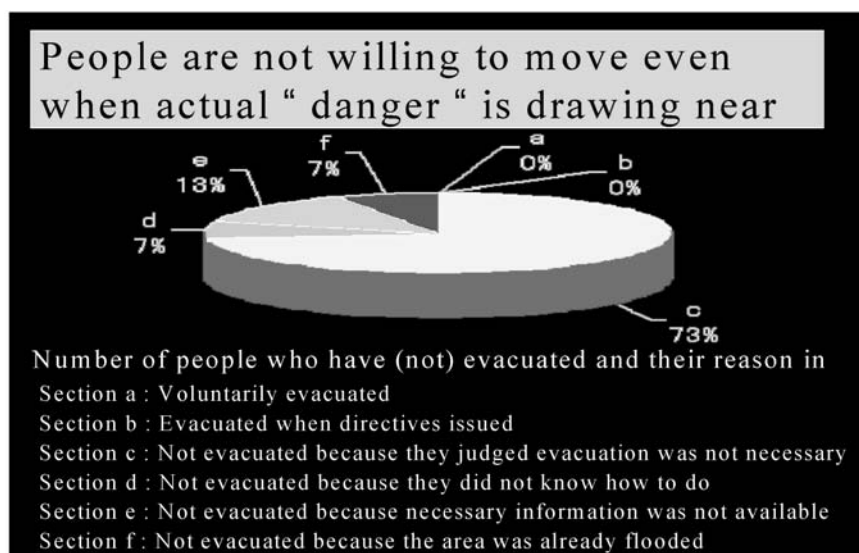 People are not willing to move even
when actual “ danger “ is drawing near
f
7%
a
0%
b
0%
e
13%
d
7%
c
73%
Number of people who have (not) evacuated and their reason in
Section a : Voluntarily evacuated
Section b : Evacuated when directives issued
Section c : Not evacuated because they judged evacuation was not necessary
Section d : Not evacuated because they did not know how to do
Section e : Not evacuated because necessary information was not available
Section f : Not evacuated because the area was already flooded